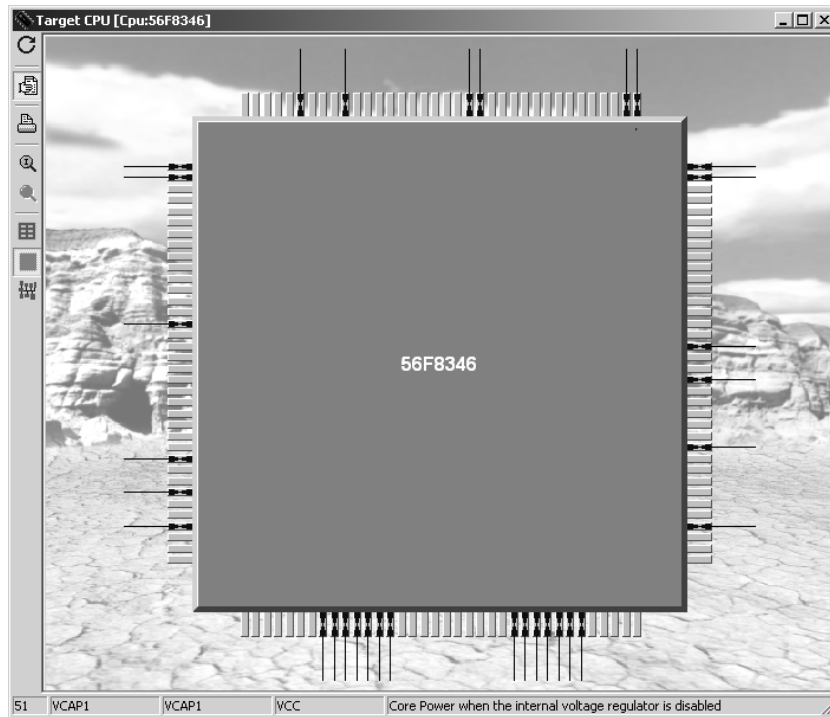 Target CPU [Cpu:56F8346]
56F8346
51 VCAP1 VCAP1 VCC Core Power when the internal voltage regulator is disabled